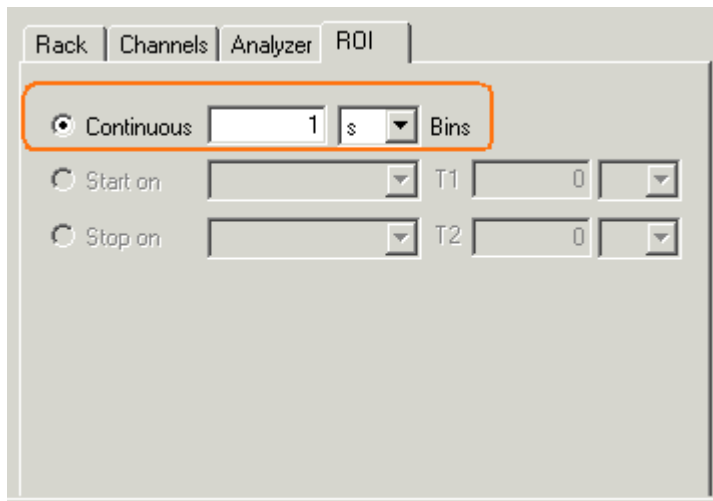 Rack Channels Analyzer ROI
Continuous 1 s Bins
Start on T1 0
Stop on T2 0